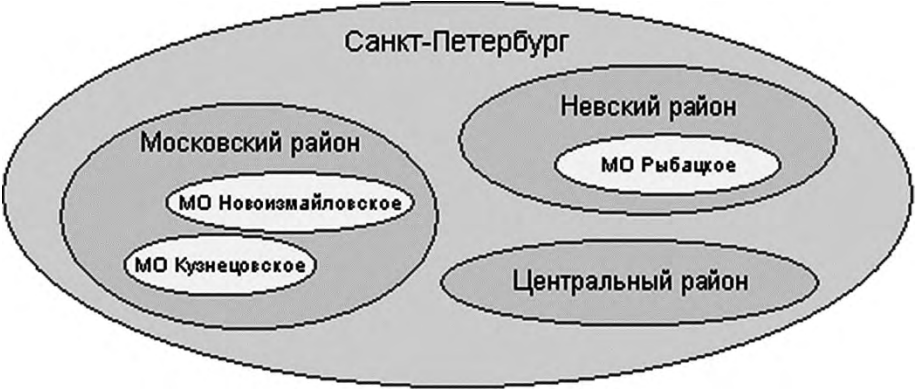 Санкт-Петербург
Невский район
МО Рыбацкое
Московский район
МО Новоизмайловское
МО Кузнецовское
Центральный район